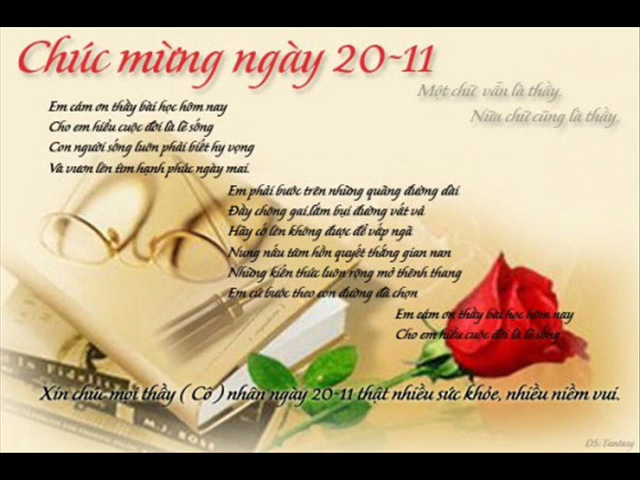 Chúc mừng ngày 20-11
Một chữ vẫn là thầy.
Nữa chữ cũng là thầy.
Em cám ơn thầy bài học hôm nay
Cho em hiểu cuộc đời là lẽ sống
Con người sống luôn phải biết hy vọng
Và vươn lên tìm hạnh phúc ngày mai.
Em phải bước trên những quãng đường dài
Đầy chông gai,lấm bụi đường vất vả
Hãy cố lên không được để vấp ngã
Nung nấu tâm hồn quyết thắng gian nan
Những kiến thức luôn rộng mở thênh thang
Em cứ bước theo con đường đã chọn
Em cám ơn thầy bài học hôm nay
Cho em hiểu cuộc đời là lẽ sống
Xin chúc mọi thầy ( Cô ) nhân ngày 20-11 thật nhiều sức khỏe, nhiều niềm vui.
M.J. ROSE
DS: Fantasy